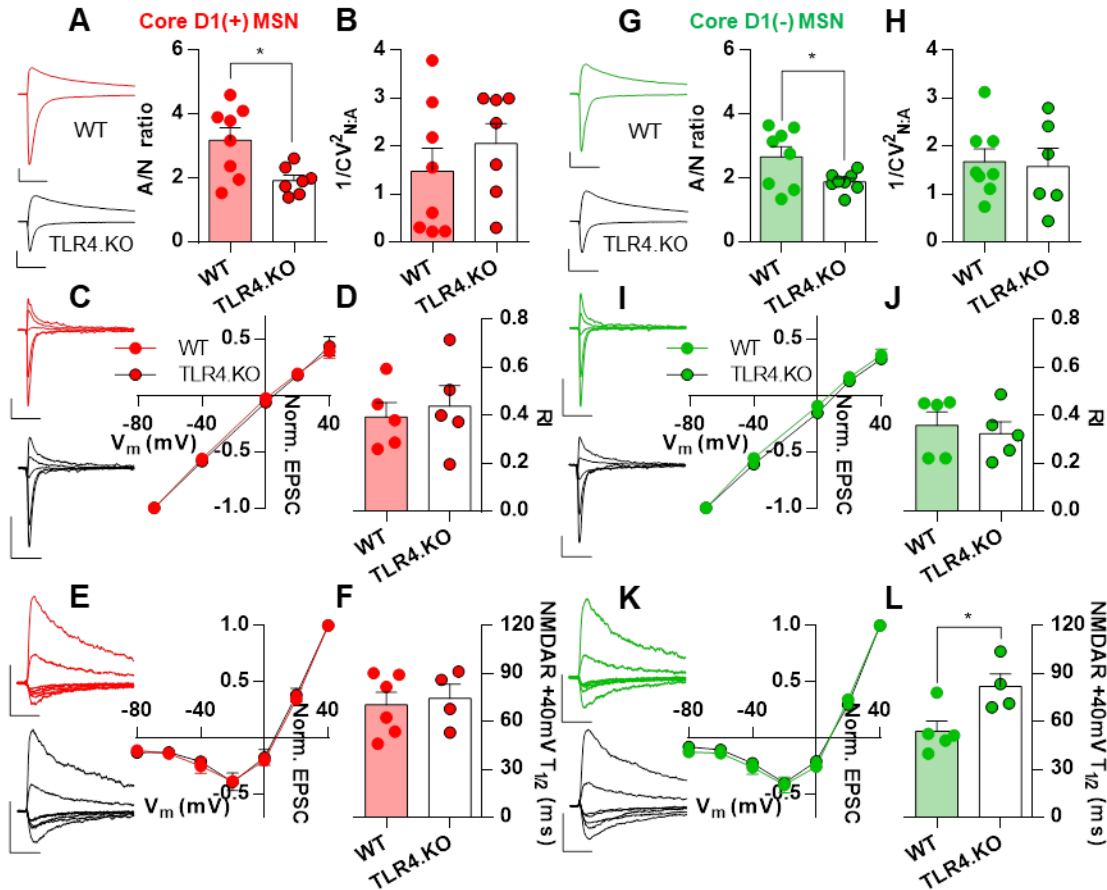 Core D1(+) MSN
Core D1(-) MSN
A
WT
TLR4.KO
A/N ratio
6
4
2
0
*
WT
TLR4.KO
B
1/CV²N:A
4
3
2
1
0
WT
TLR4.KO
G
WT
TLR4.KO
A/N ratio
6
4
2
0
*
WT
TLR4.KO
H
1/CV²N:A
4
3
2
1
0
WT
TLR4.KO
C
WT
TLR4.KO
0.5
-80 -40 0 40
Vm (mV)
-0.5
-1.0
Norm. EPSC
D
0.8
0.6
0.4
0.2
0.0
RI
WT
TLR4.KO
I
WT
TLR4.KO
0.5
-80 -40 0 40
Vm (mV)
-0.5
-1.0
Norm. EPSC
J
0.8
0.6
0.4
0.2
0.0
RI
WT
TLR4.KO
E
1.0
0.5
-80 -40 0 40
Vm (mV)
-0.5
Norm. EPSC
F
120
90
60
30
0
NMDAR +40mV T1/2 (ms)
WT
TLR4.KO
K
1.0
0.5
-80 -40 0 40
Vm (mV)
-0.5
Norm. EPSC
L
*
120
90
60
30
0
NMDAR +40mV T1/2 (ms)
WT
TLR4.KO